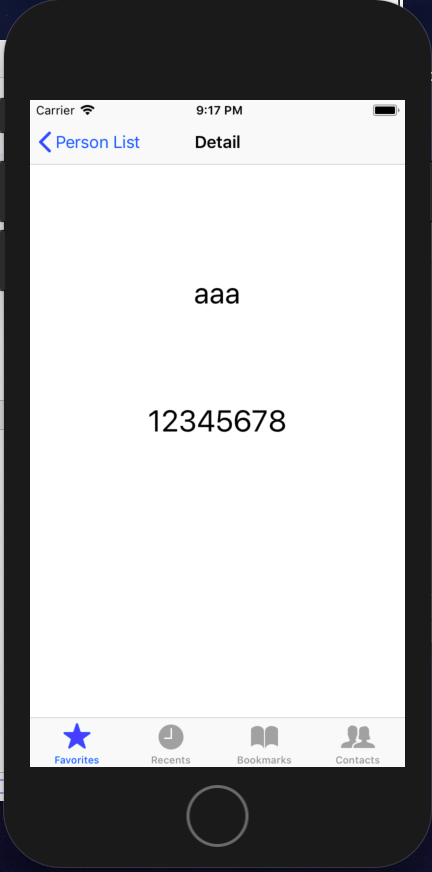 Carrier 9:17 PM
Person List Detail
aaa
12345678
Favorites Recents Bookmarks Contacts